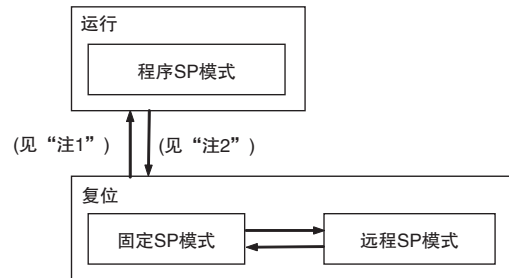 运行
程序SP模式
(见“注1”)
(见“注2”)
复位
固定SP模式
远程SP模式